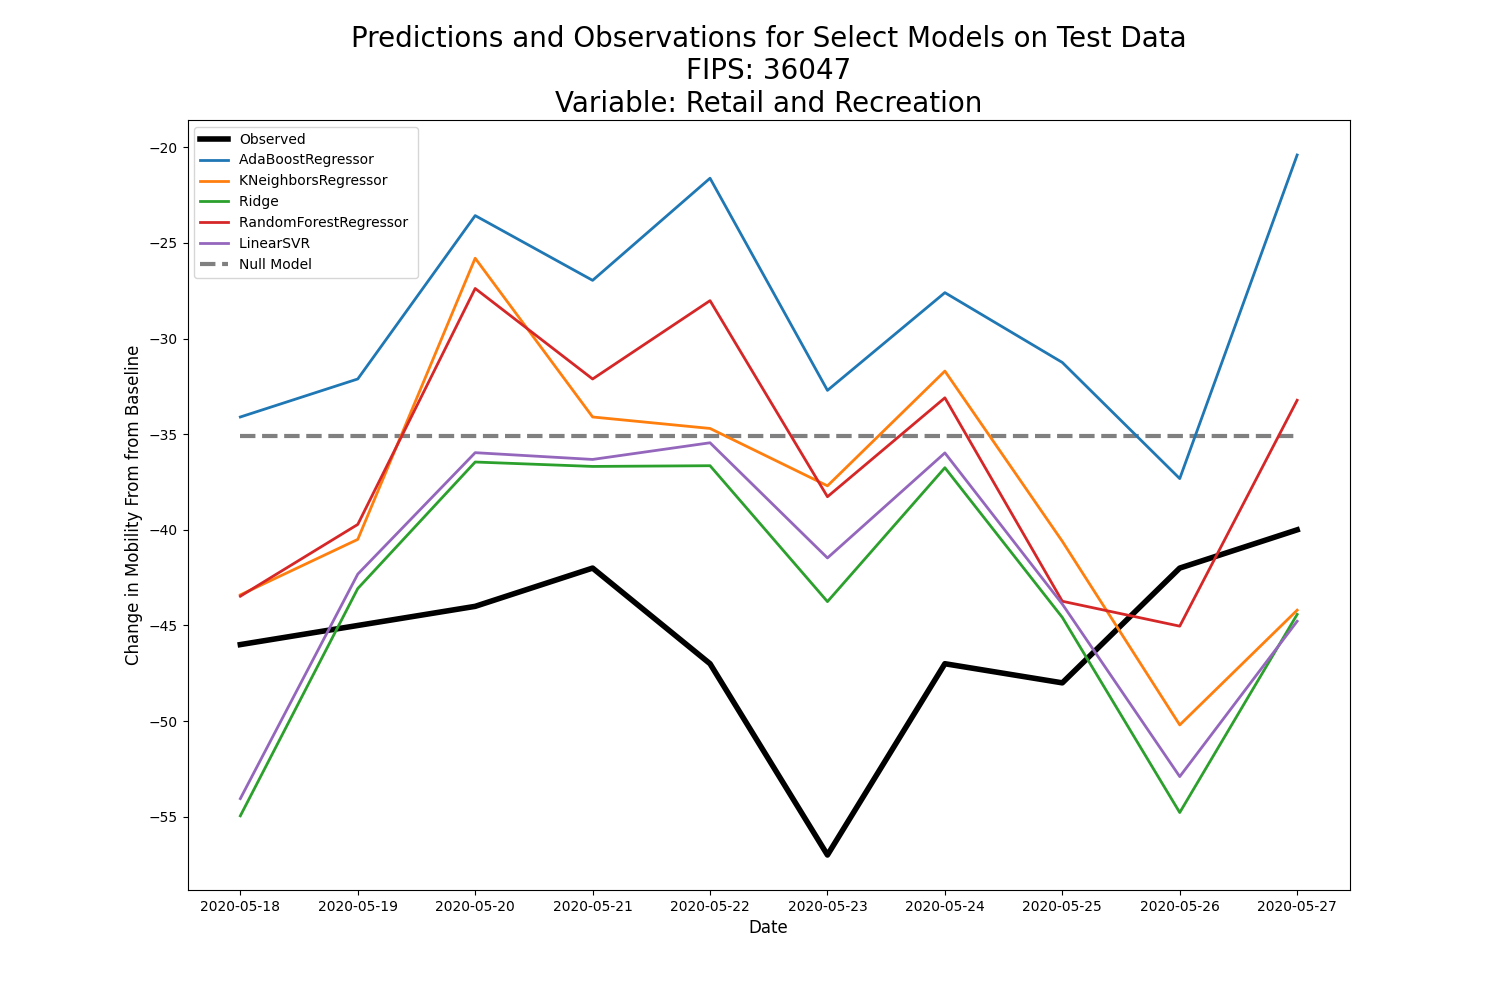 Predictions and Observations for Select Models on Test Data
FIPS: 36047
Variable: Retail and Recreation
Observed
AdaBoostRegressor
KNeighborsRegressor
Ridge
RandomForestRegressor
LinearSVR
Null Model
Change in Mobility From from Baseline
−20
−25
−30
−35
−40
−45
−50
−55
2020-05-18 2020-05-19 2020-05-20 2020-05-21 2020-05-22 2020-05-23 2020-05-24 2020-05-25 2020-05-26 2020-05-27
Date